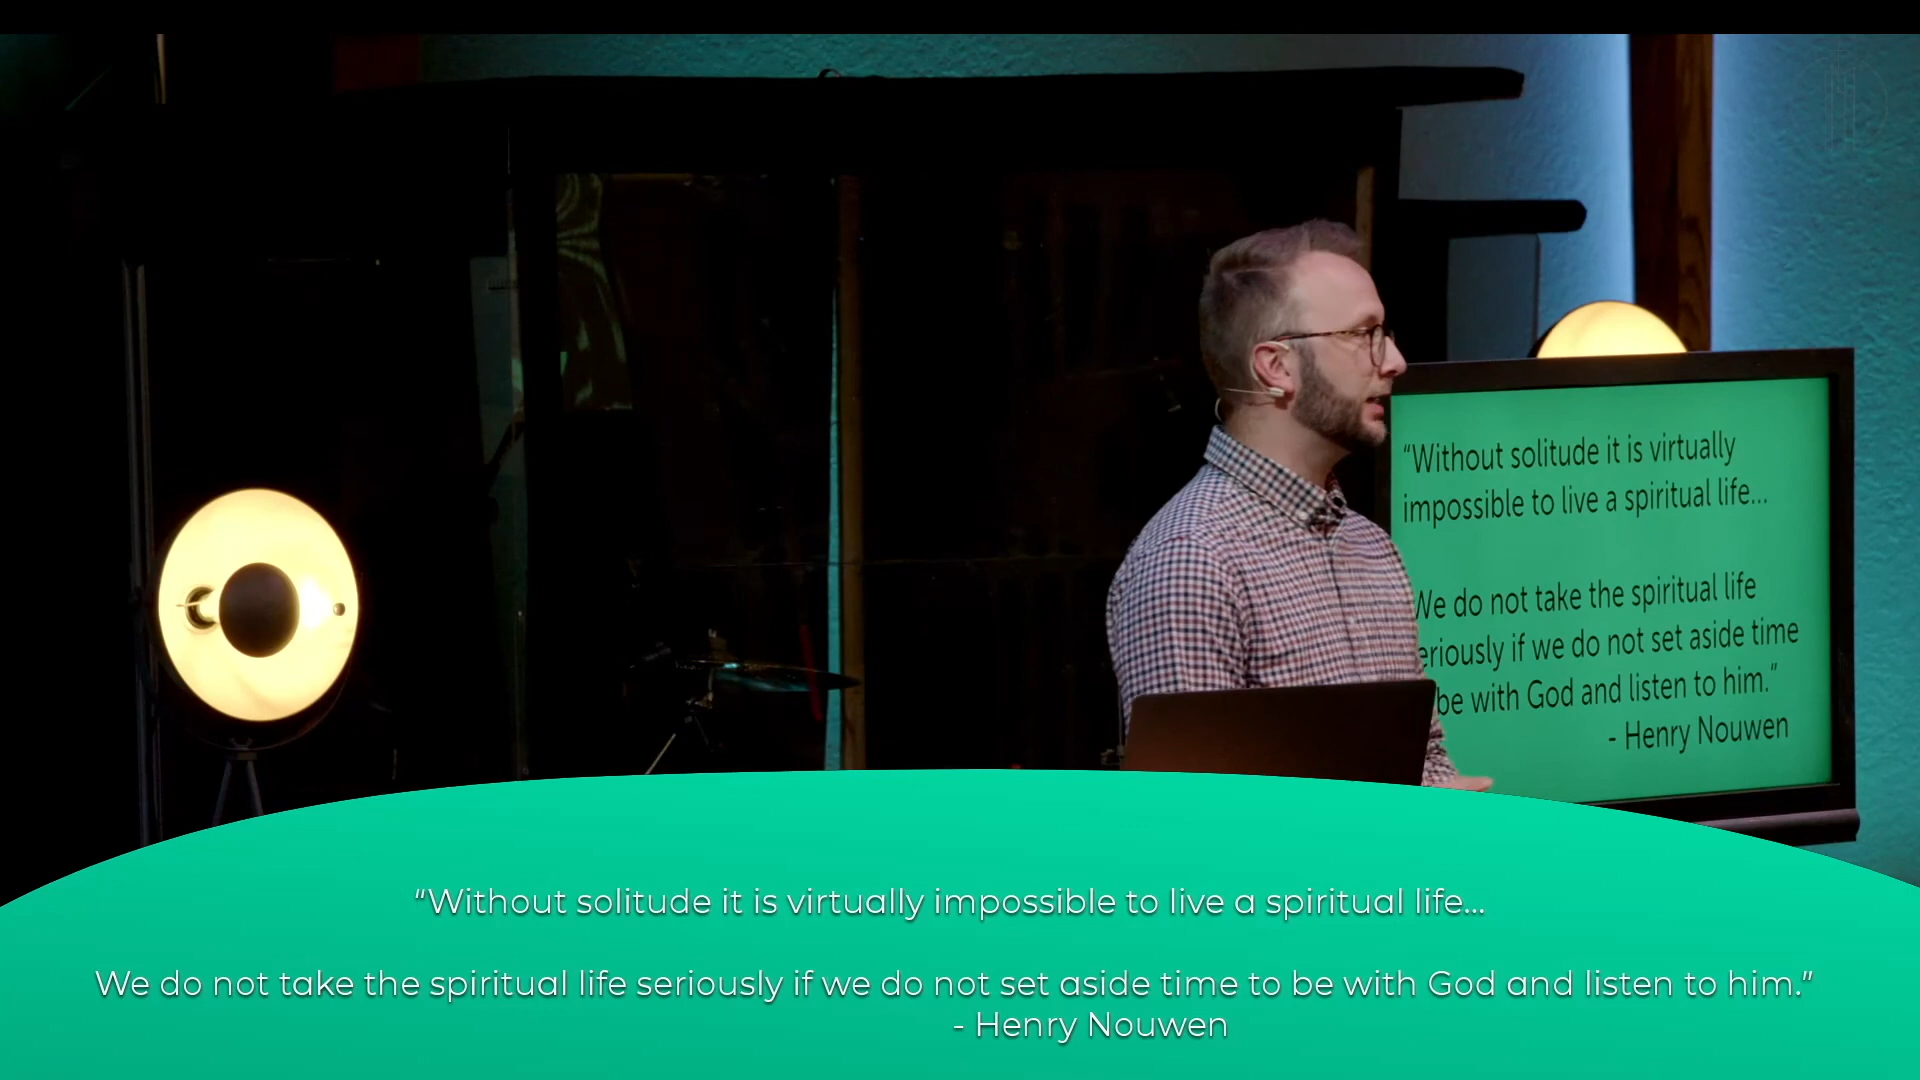 “Without solitude it is virtually
impossible to live a spiritual life...
We do not take the spiritual life
seriously if we do not set aside time
be with God and listen to him.”
- Henry Nouwen
“Without solitude it is virtually impossible to live a spiritual life...
We do not take the spiritual life seriously if we do not set aside time to be with God and listen to him.”
- Henry Nouwen